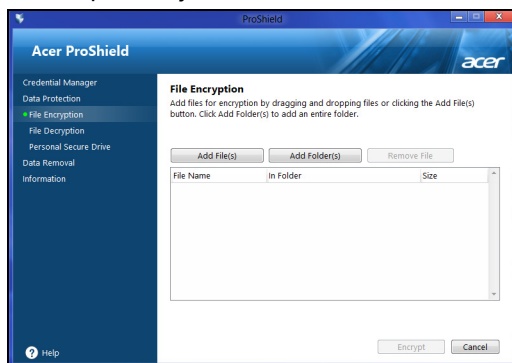 ProShield
Acer ProShield
acer
Credential Manager
Data Protection
File Encryption
File Decryption
Personal Secure Drive
Data Removal
Information
Help
File Encryption
Add files for encryption by dragging and dropping files or clicking the Add File(s)
button. Click Add Folder(s) to add an entire folder.
Add File(s) Add Folder(s) Remove File
File Name In Folder Size
Encrypt Cancel